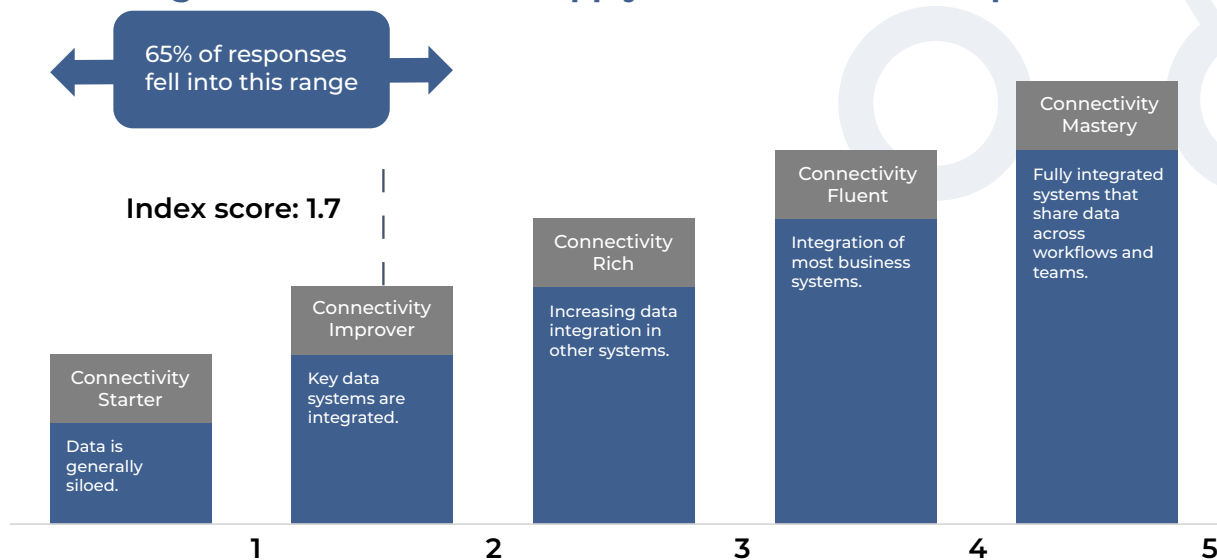 65% of responses
fell into this range
Index score: 1.7
Connectivity
Starter
Data is
generally
siloed.
Connectivity
Improver
Key data
systems are
integrated.
Connectivity
Rich
Increasing data
integration in
other systems.
Connectivity
Fluent
Integration of
most business
systems.
Connectivity
Mastery
Fully integrated
systems that
share data
across
workflows and
teams.
1
2
3
4
5